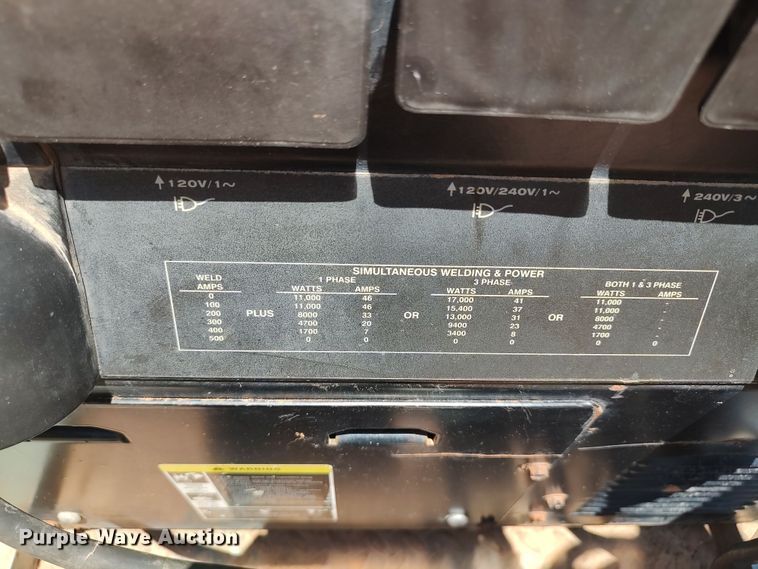 120V/1~
120V/240V/1~
240V/3~
SIMULTANEOUS WELDING & POWER
WELD AMPS 1 PHASE WATTS AMPS 3 PHASE WATTS AMPS BOTH 1 & 3 PHASE WATTS AMPS
0 11,000 46 17,000 41 11,000 -
100 11,000 46 15,400 37 11,000 -
200 PLUS 8000 33 OR 13,000 31 OR 8000 -
300 4700 20 9400 23 4700 -
400 1700 7 3400 8 1700 -
500 0 0 0 0 0 0
WARNING
Purple Wave Auction